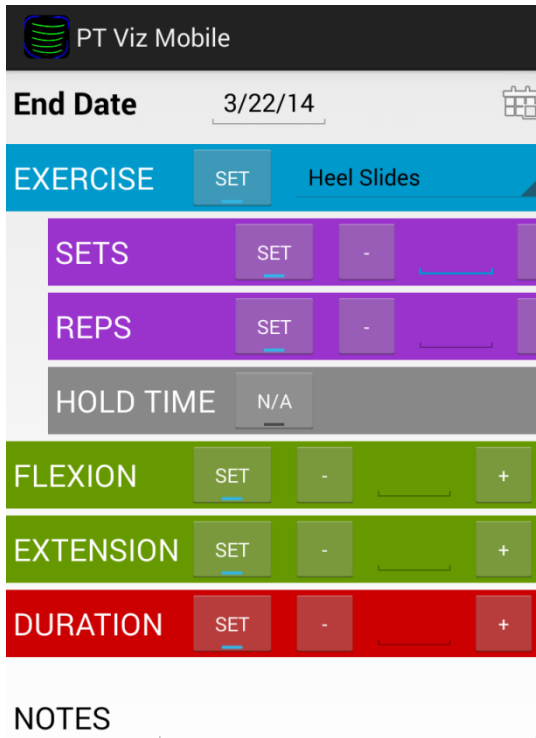 PT Viz Mobile
End Date 3/22/14
EXERCISE SET Heel Slides
SETS SET -
REPS SET -
HOLD TIME N/A
FLEXION SET - +
EXTENSION SET - +
DURATION SET - +
NOTES